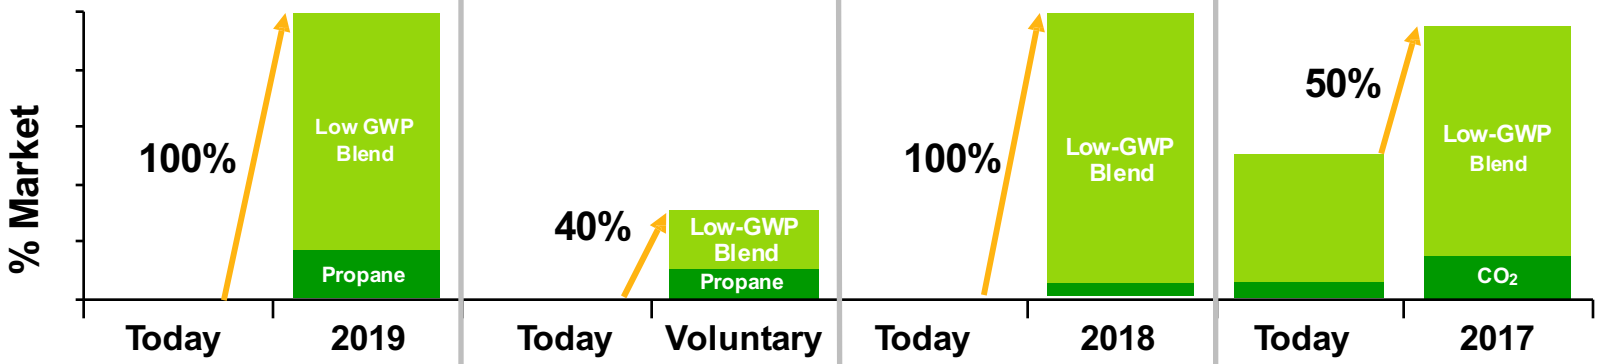 % Market
100%
Low GWP
Blend
Propane
Today
2019
40%
Low-GWP
Blend
Propane
Today
Voluntary
100%
Low-GWP
Blend
Today
2018
50%
Low-GWP
Blend
CO₂
Today
2017